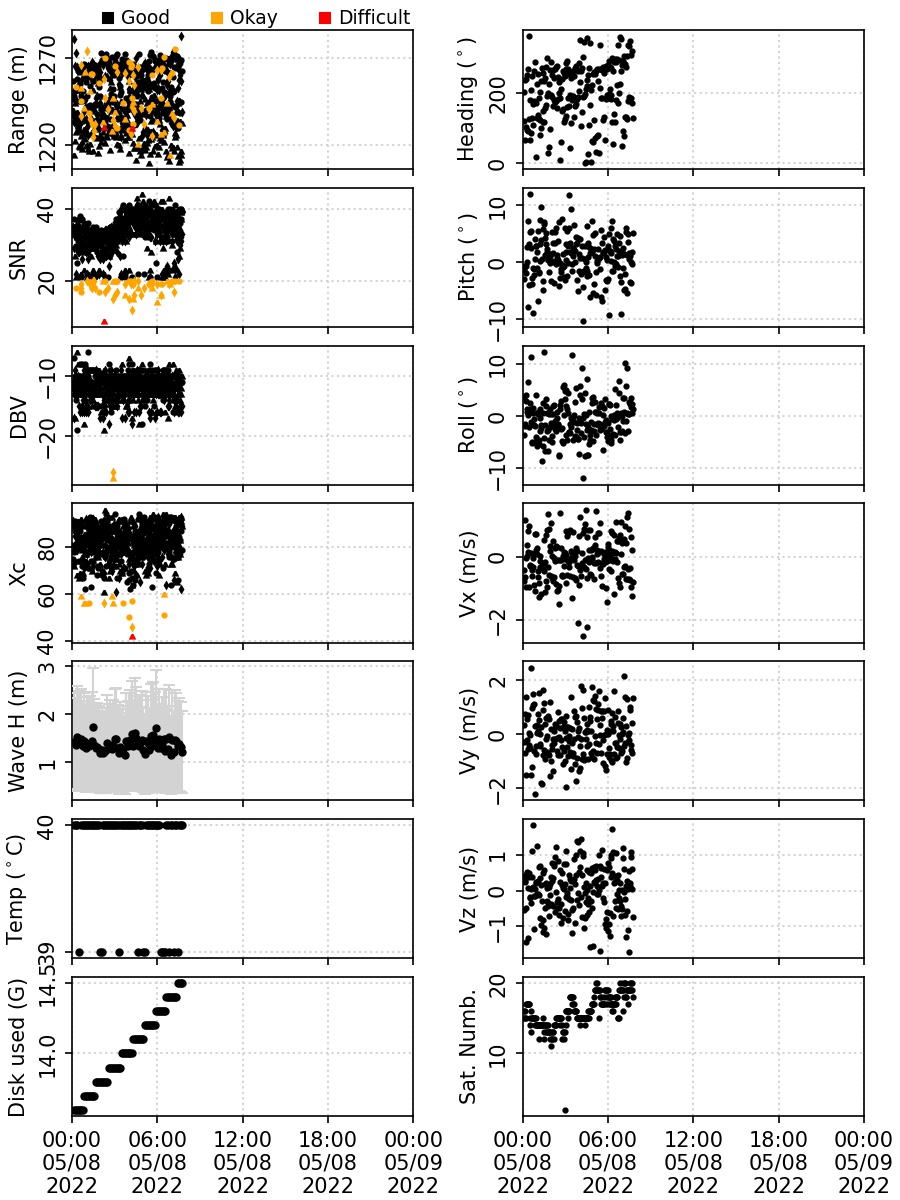 Good Okay Difficult
Range (m)
1270
1220
Heading (°)
200
0
SNR
40
20
Pitch (°)
10
0
−10
DBV
−10
−20
Roll (°)
10
0
−10
Xc
80
60
40
Vx (m/s)
0
−2
Wave H (m)
3
2
1
Vy (m/s)
2
0
−2
Temp (°C)
40
39
Vz (m/s)
1
0
−1
Disk used (G)
14.5
14.0
Sat. Numb.
20
10
00:00 06:00 12:00 18:00 00:00
05/08 05/08 05/08 05/08 05/09
2022 2022 2022 2022 2022
00:00 06:00 12:00 18:00 00:00
05/08 05/08 05/08 05/08 05/09
2022 2022 2022 2022 2022